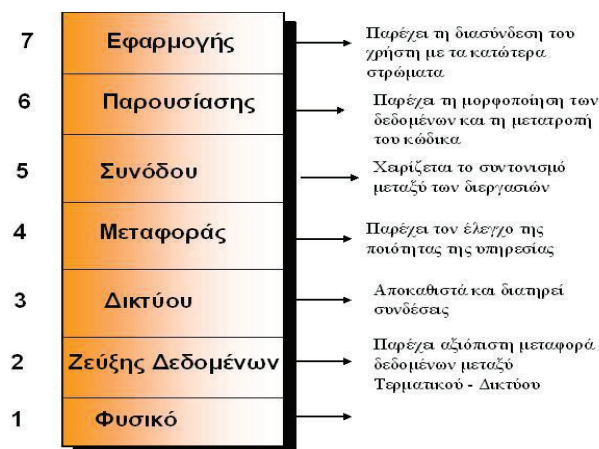 7 Εφαρμογής
Παρέχει τη διασύνδεση του
χρήστη με τα κατώτερα
στρώματα
6 Παρουσίασης
Παρέχει τη μορφοποίηση των
δεδομένων και τη μετατροπή
του κώδικα
5 Συνόδου
Χειρίζεται το συντονισμό
μεταξύ των διεργασιών
4 Μεταφοράς
Παρέχει τον έλεγχο της
ποιότητας της υπηρεσίας
3 Δικτύου
Αποκαθιστά και διατηρεί
συνδέσεις
2 Ζεύξης Δεδομένων
Παρέχει αξιόπιστη μεταφορά
δεδομένων μεταξύ
Τερματικού - Δικτύου
1 Φυσικό